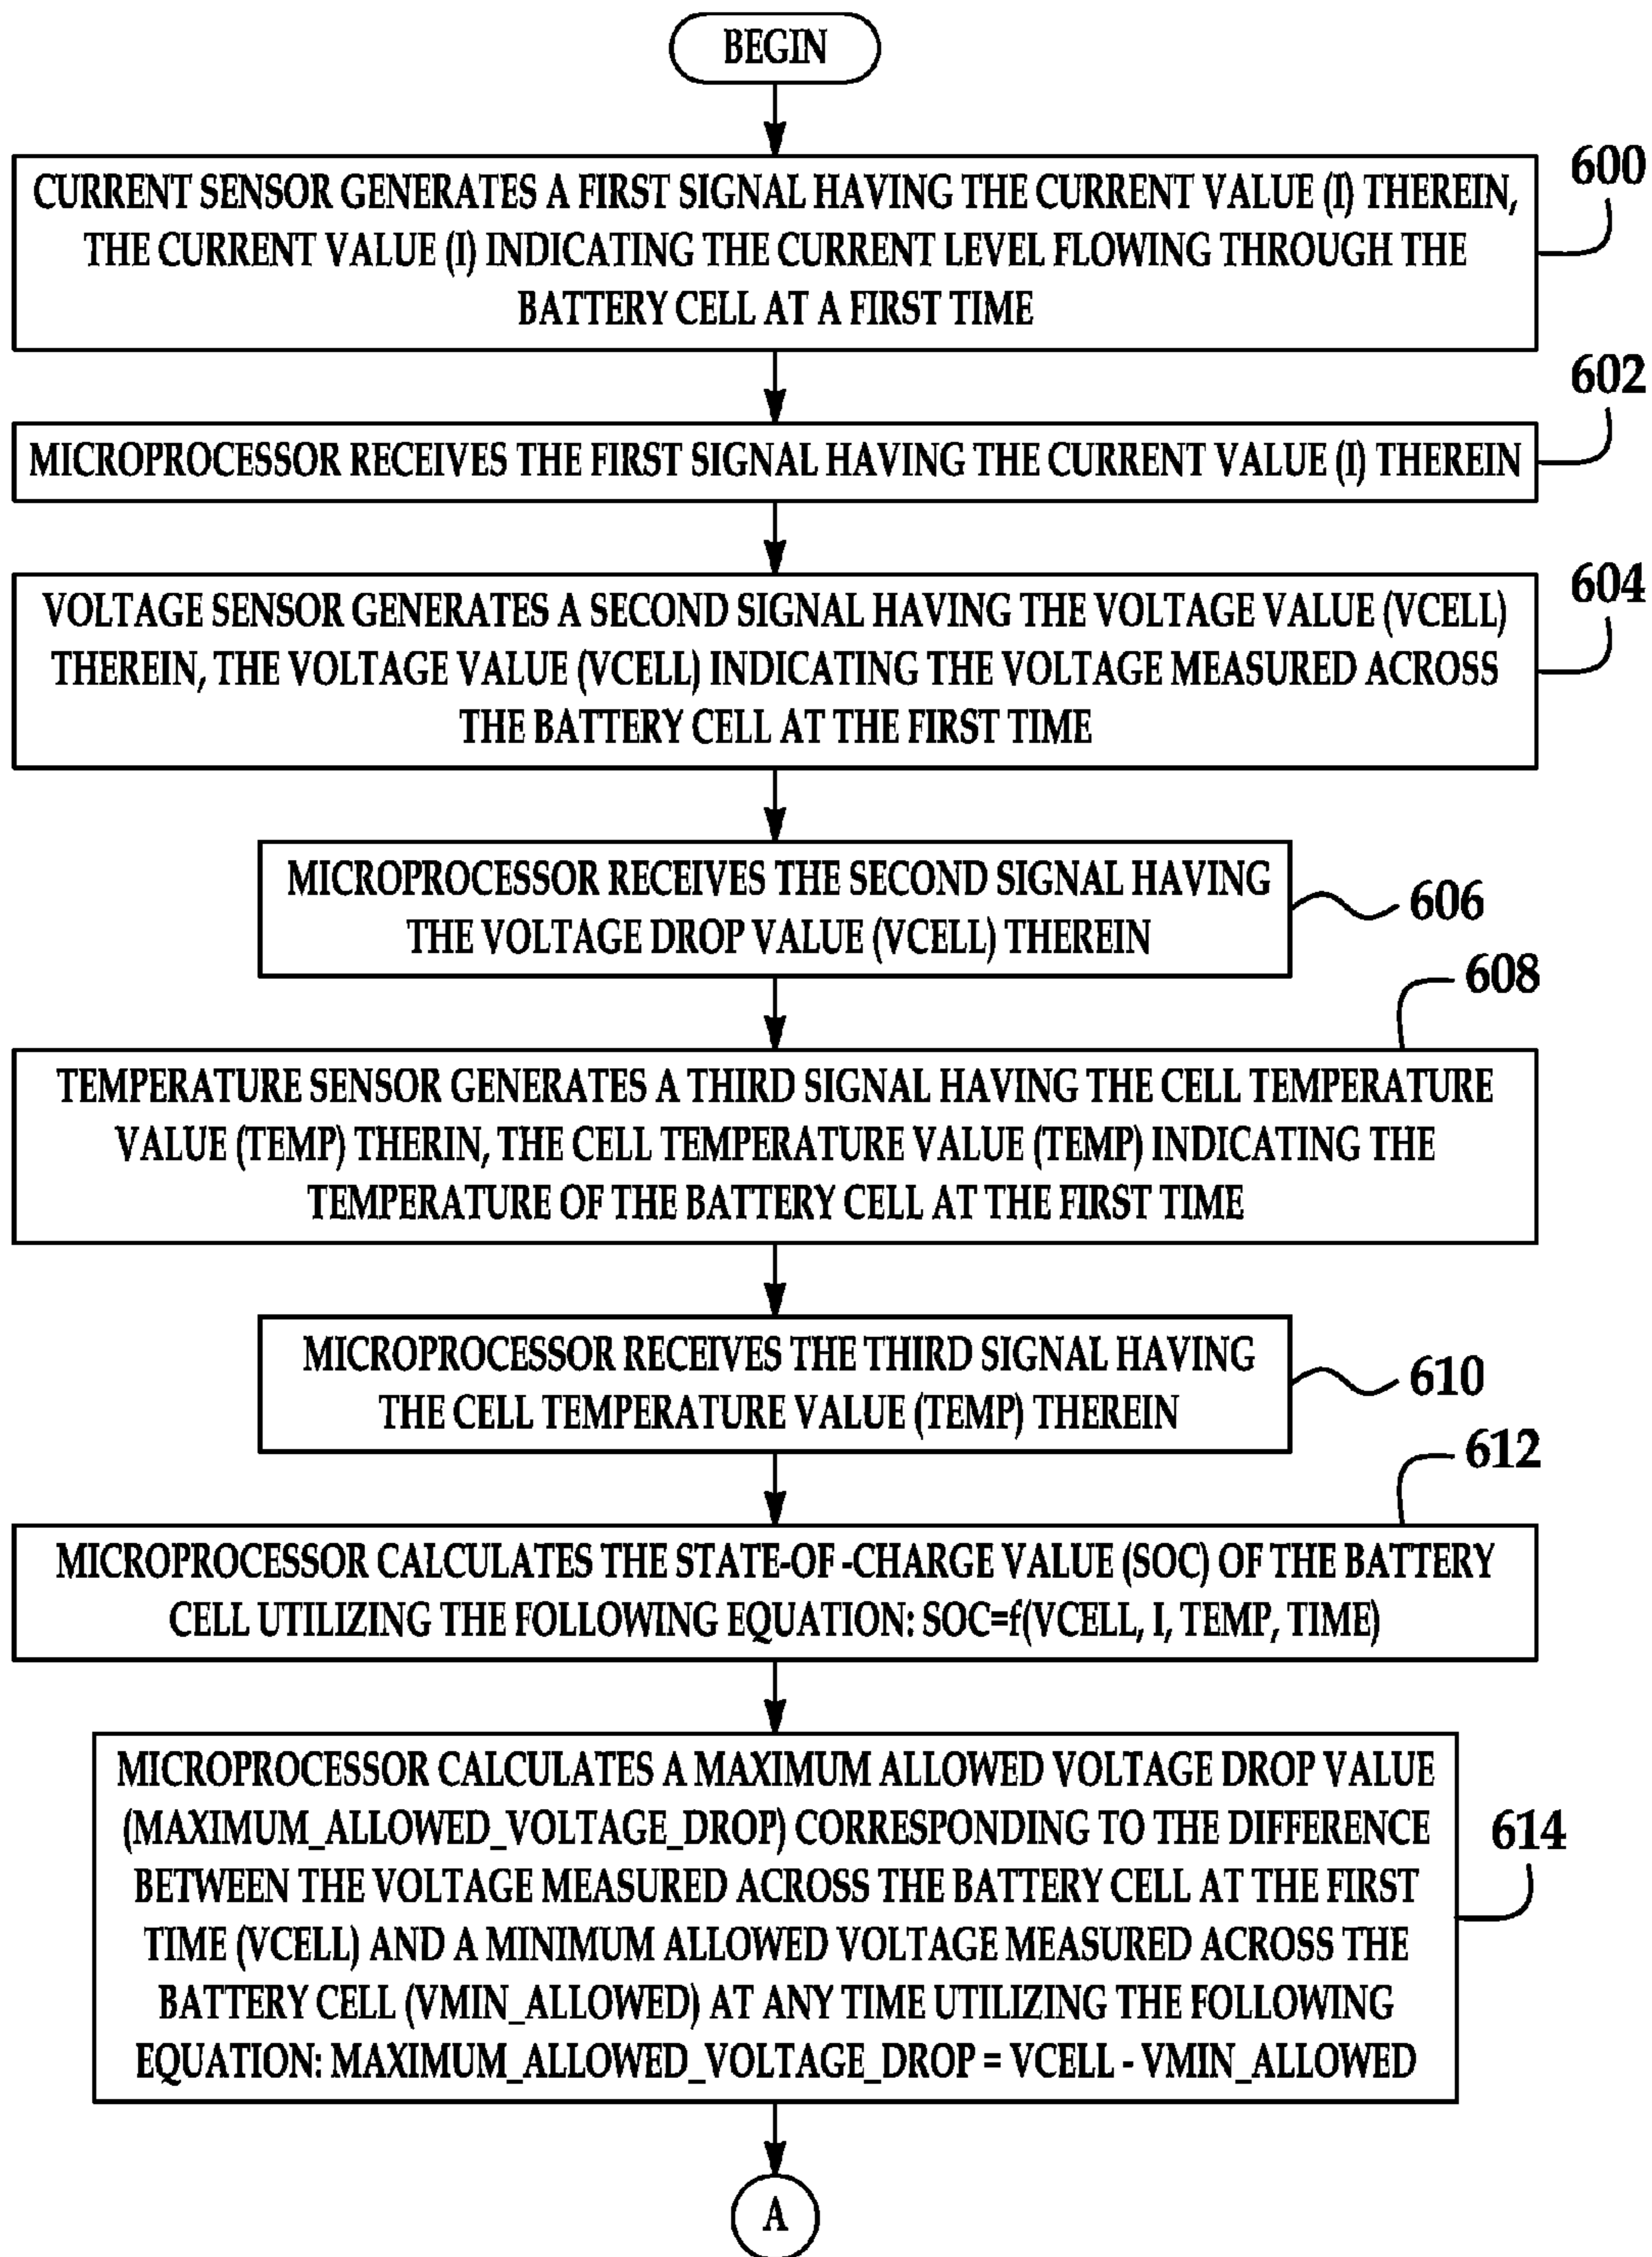 BEGIN
CURRENT SENSOR GENERATES A FIRST SIGNAL HAVING THE CURRENT VALUE (I) THEREIN,
THE CURRENT VALUE (I) INDICATING THE CURRENT LEVEL FLOWING THROUGH THE
BATTERY CELL AT A FIRST TIME
600
MICROPROCESSOR RECEIVES THE FIRST SIGNAL HAVING THE CURRENT VALUE (I) THEREIN
602
VOLTAGE SENSOR GENERATES A SECOND SIGNAL HAVING THE VOLTAGE VALUE (VCELL)
THEREIN, THE VOLTAGE VALUE (VCELL) INDICATING THE VOLTAGE MEASURED ACROSS
THE BATTERY CELL AT THE FIRST TIME
604
MICROPROCESSOR RECEIVES THE SECOND SIGNAL HAVING
THE VOLTAGE DROP VALUE (VCELL) THEREIN
606
608
TEMPERATURE SENSOR GENERATES A THIRD SIGNAL HAVING THE CELL TEMPERATURE
VALUE (TEMP) THERIN, THE CELL TEMPERATURE VALUE (TEMP) INDICATING THE
TEMPERATURE OF THE BATTERY CELL AT THE FIRST TIME
MICROPROCESSOR RECEIVES THE THIRD SIGNAL HAVING
THE CELL TEMPERATURE VALUE (TEMP) THEREIN
610
612
MICROPROCESSOR CALCULATES THE STATE-OF -CHARGE VALUE (SOC) OF THE BATTERY
CELL UTILIZING THE FOLLOWING EQUATION: SOC=f(VCELL, I, TEMP, TIME)
MICROPROCESSOR CALCULATES A MAXIMUM ALLOWED VOLTAGE DROP VALUE
(MAXIMUM_ALLOWED_VOLTAGE_DROP) CORRESPONDING TO THE DIFFERENCE
BETWEEN THE VOLTAGE MEASURED ACROSS THE BATTERY CELL AT THE FIRST
TIME (VCELL) AND A MINIMUM ALLOWED VOLTAGE MEASURED ACROSS THE
BATTERY CELL (VMIN_ALLOWED) AT ANY TIME UTILIZING THE FOLLOWING
EQUATION: MAXIMUM_ALLOWED_VOLTAGE_DROP = VCELL - VMIN_ALLOWED
614
A